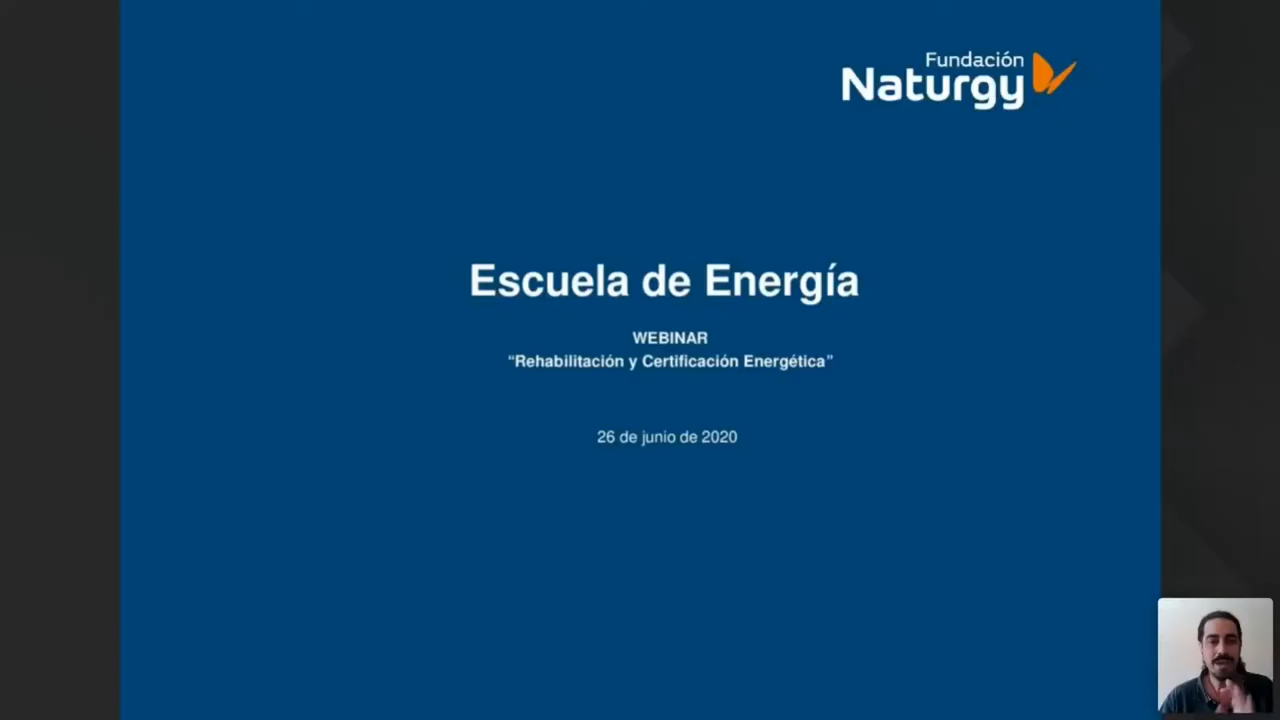 Fundación
Naturgy
Escuela de Energía
WEBINAR
“Rehabilitación y Certificación Energética”
26 de junio de 2020